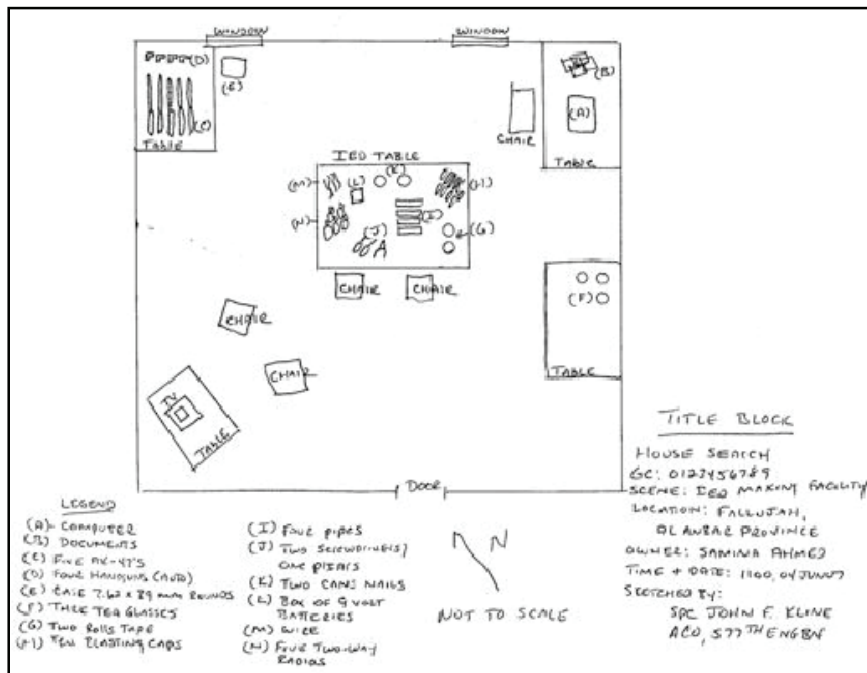 WINDOW
WINDOW
(D)
(E)
(C)
TABLE
(B)
(A)
CHAIR
TABLE
IED TABLE
(M)
(L)
(K)
(H)
(N)
(J)
(I)
(G)
CHAIR
CHAIR
(F)
TABLE
CHAIR
CHAIR
TV
TABLE
DOOR
N
NOT TO SCALE
LEGEND
(A) COMPUTER
(B) DOCUMENTS
(C) FIVE AK-47'S
(D) FOUR HANDGUNS (AUTO)
(E) CASE 7.62 x 39 mm ROUNDS
(F) THREE TEA GLASSES
(G) TWO ROLLS TAPE
(H) TEN BLASTING CAPS
(I) FOUR PIPES
(J) TWO SCREWDRIVERS/
ONE PLIERS
(K) TWO CANS NAILS
(L) BOX OF 9 VOLT
BATTERIES
(M) WIRE
(N) FOUR TWO-WAY
RADIOS
TITLE BLOCK
HOUSE SEARCH
GC: 0123456789
SCENE: IED MAKING FACILITY
LOCATION: FALLUJAH,
AL ANBAR PROVINCE
OWNER: SAMIMA AHMED
TIME + DATE: 1100, 04 JUN07
SKETCHED BY:
SPC JOHN F. KLINE
ACO, 577TH ENGBN